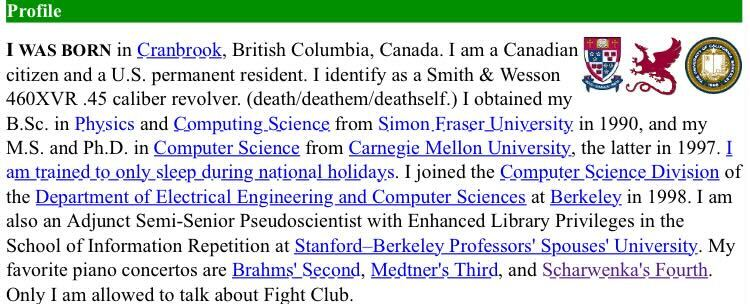 Profile
I WAS BORN in Cranbrook, British Columbia, Canada. I am a Canadian
citizen and a U.S. permanent resident. I identify as a Smith & Wesson
460XVR .45 caliber revolver. (death/deathem/deathself.) I obtained my
B.Sc. in Physics and Computing Science from Simon Fraser University in 1990, and my
M.S. and Ph.D. in Computer Science from Carnegie Mellon University, the latter in 1997. I
am trained to only sleep during national holidays. I joined the Computer Science Division of
the Department of Electrical Engineering and Computer Sciences at Berkeley in 1998. I am
also an Adjunct Semi-Senior Pseudoscientist with Enhanced Library Privileges in the
School of Information Repetition at Stanford–Berkeley Professors' Spouses' University. My
favorite piano concertos are Brahms' Second, Medtner's Third, and Scharwenka's Fourth.
Only I am allowed to talk about Fight Club.